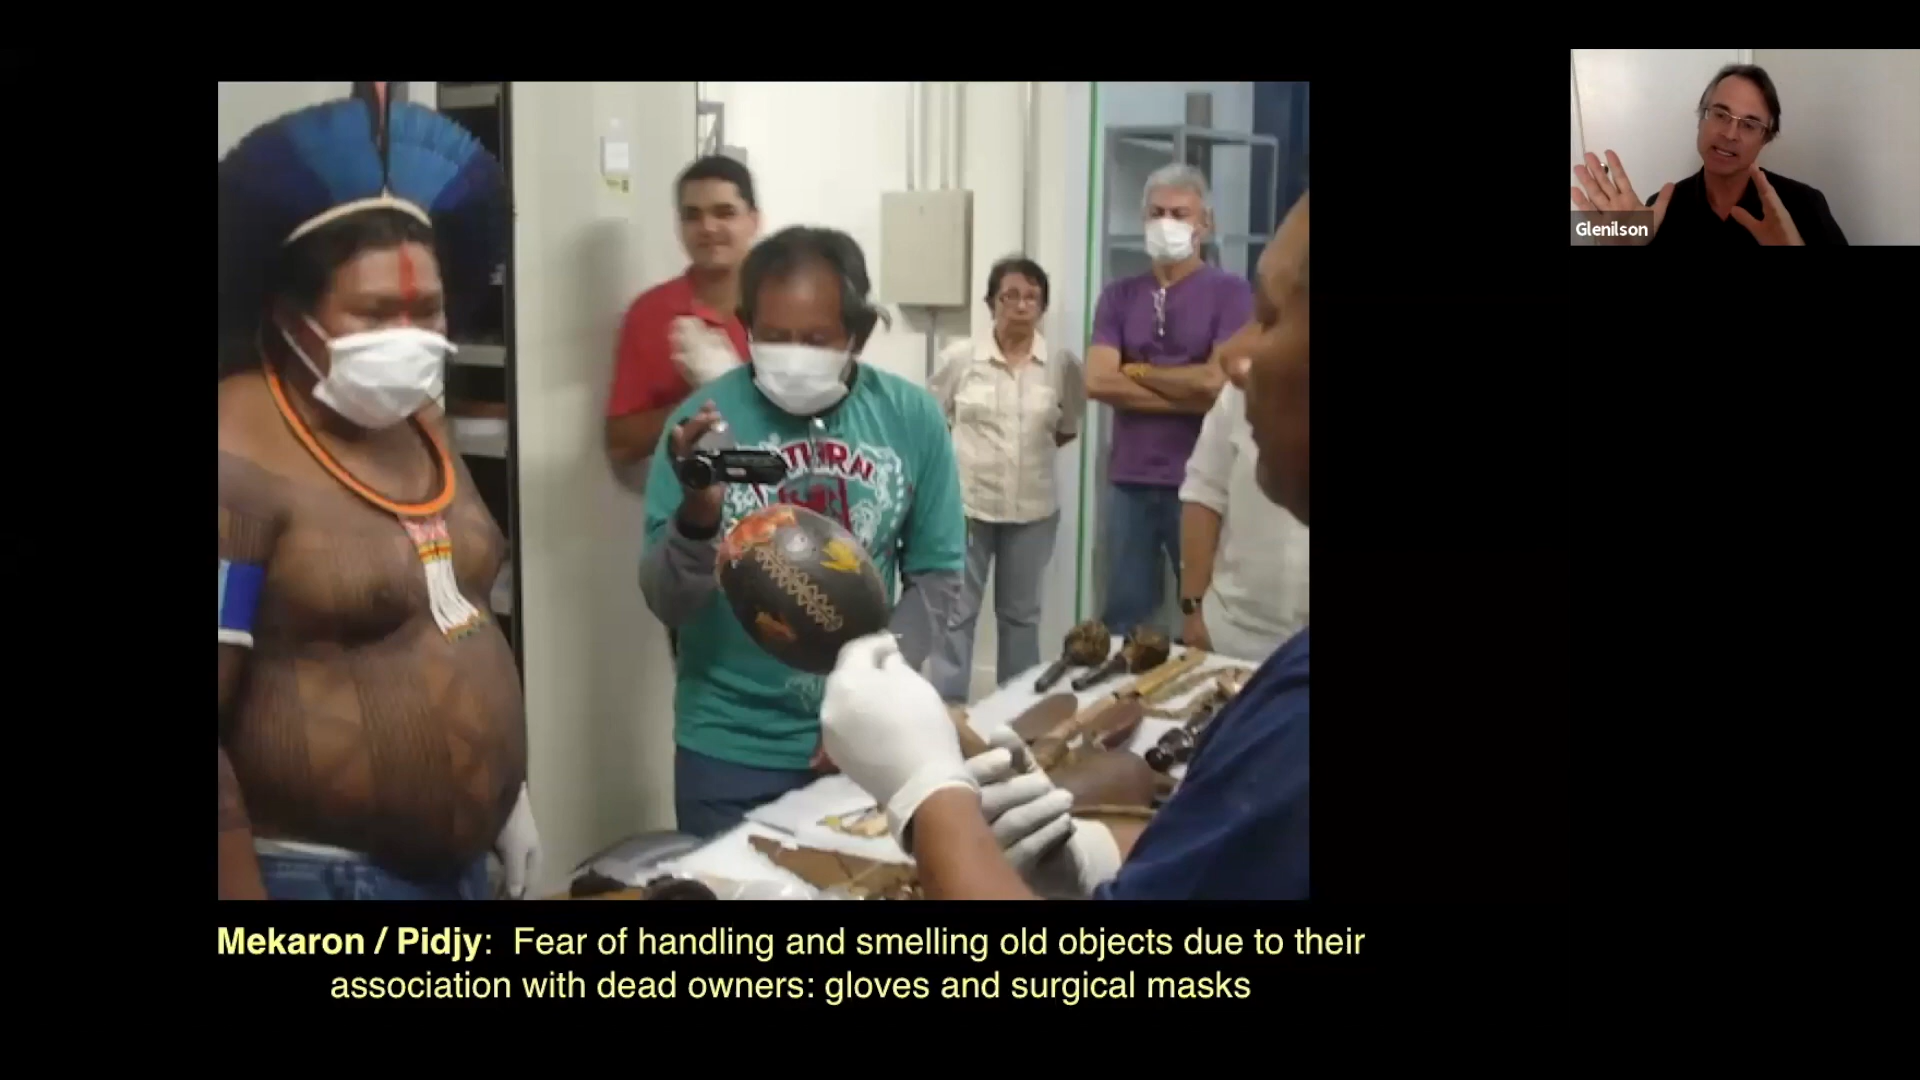 Glenilson
Mekaron / Pidjy: Fear of handling and smelling old objects due to their
association with dead owners: gloves and surgical masks